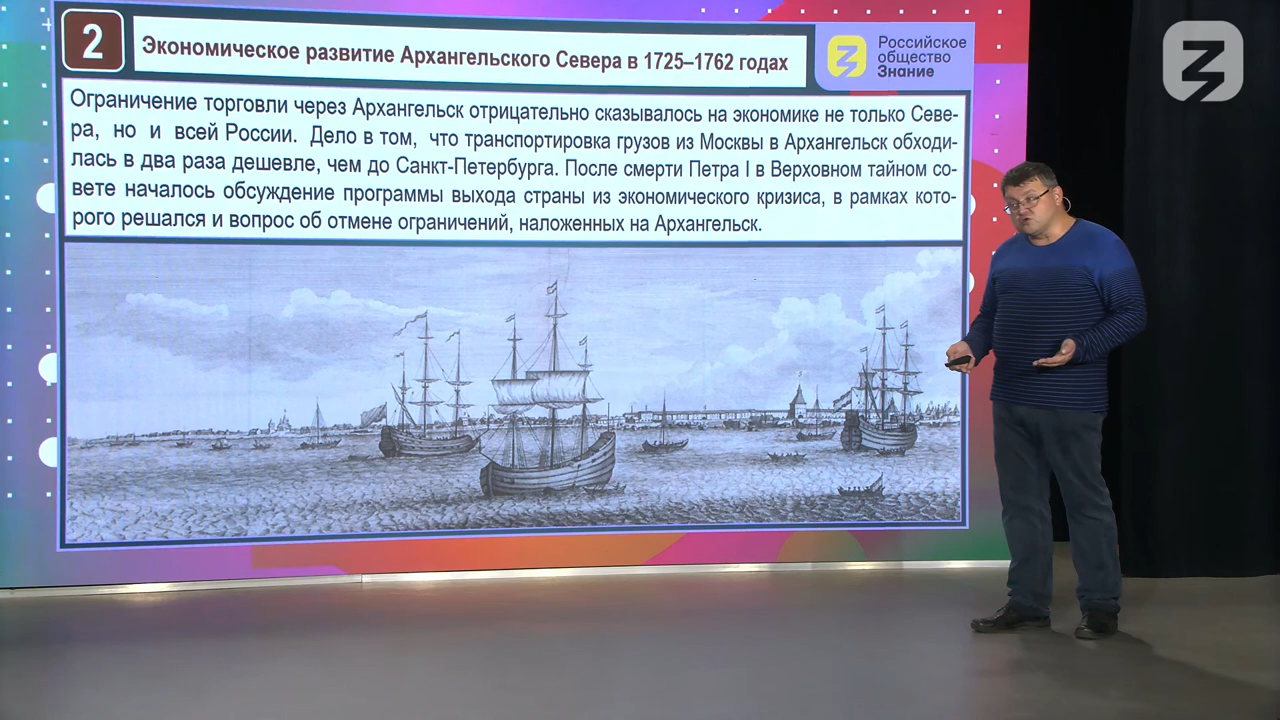 2
Экономическое развитие Архангельского Севера в 1725–1762 годах
Российское
общество
Знание
Ограничение торговли через Архангельск отрицательно сказывалось на экономике не только Севе-
ра, но и всей России. Дело в том, что транспортировка грузов из Москвы в Архангельск обходи-
лась в два раза дешевле, чем до Санкт-Петербурга. После смерти Петра I в Верховном тайном со-
вете началось обсуждение программы выхода страны из экономического кризиса, в рамках кото-
рого решался и вопрос об отмене ограничений, наложенных на Архангельск.